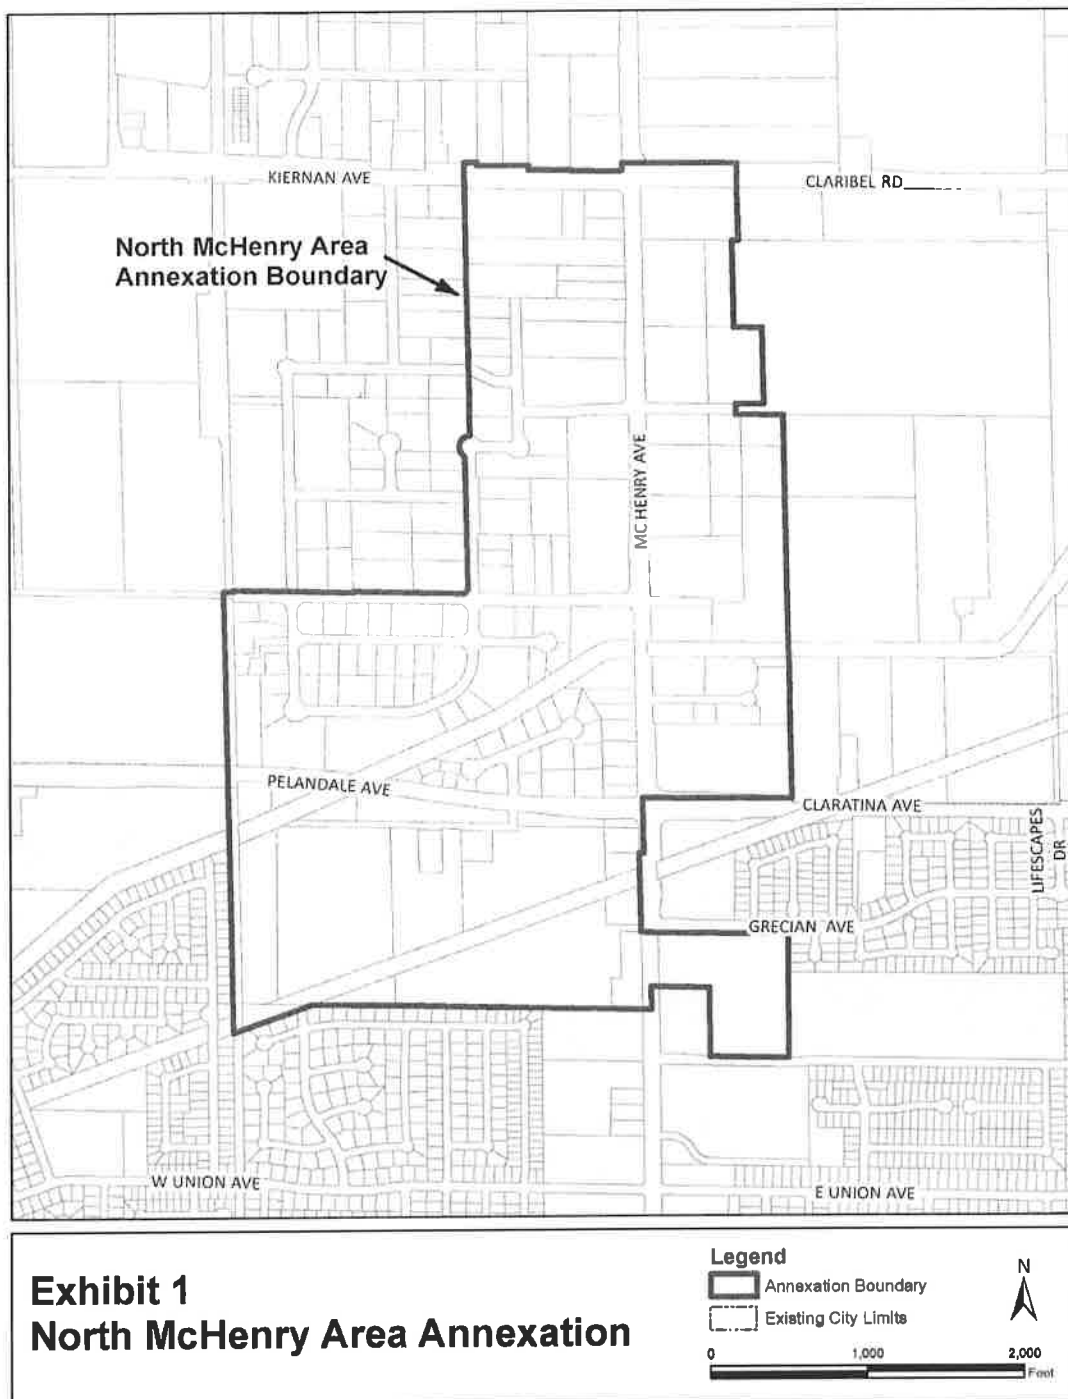 KIERNAN AVE
CLARIBEL RD
North McHenry Area
Annexation Boundary
MC HENRY AVE
PELANDALE AVE
CLARATINA AVE
LIFESCAPES
DR
GRECIAN AVE
W UNION AVE
E UNION AVE
Exhibit 1
North McHenry Area Annexation
Legend
Annexation Boundary
Existing City Limits
N
0 1,000 2,000
Feet